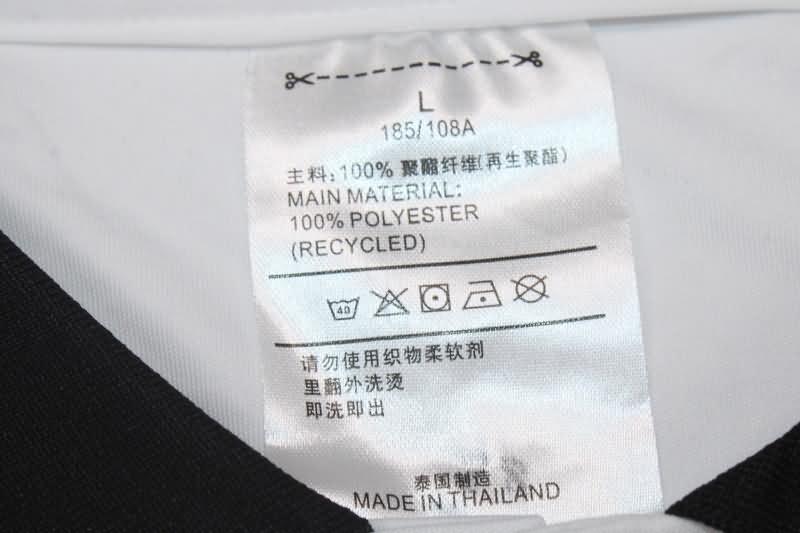 L
185/108A
主料：100% 聚酯纤维(再生聚酯)
MAIN MATERIAL:
100% POLYESTER
(RECYCLED)
40
请勿使用织物柔软剂
里翻外洗烫
即洗即出
泰国制造
MADE IN THAILAND